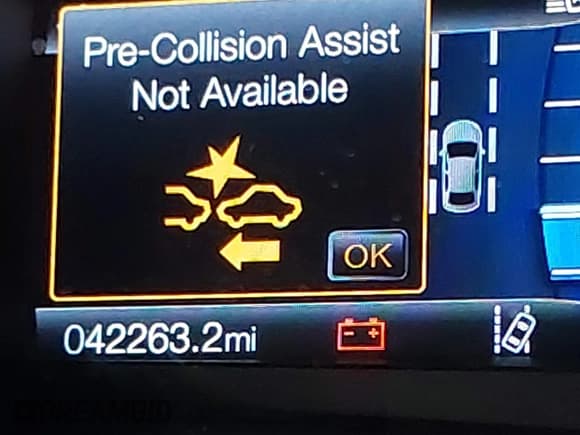 Pre-Collision Assist
Not Available
OK
042263.2mi